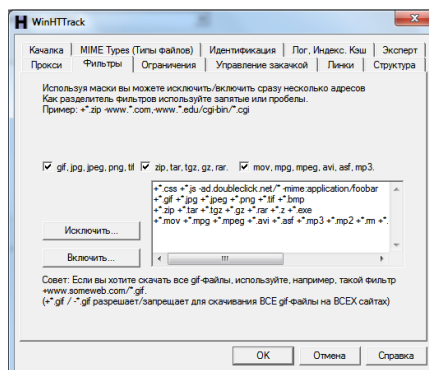 WinHTTrack
Качалка MIME Types (Типы файлов) Идентификация Лог, Индекс, Кэш Эксперт
Прокси Фильтры Ограничения Управление закачкой Линки Структура
Используя маски вы можете исключить/включить сразу несколько адресов
Как разделитель фильтров используйте запятые или пробелы.
Пример: +*.zip -www.*.com,-www.*.edu/cgi-bin/*.cgi
gif, jpg, jpeg, png, tif zip, tar, tgz, gz, rar. mov, mpg, mpeg, avi, asf, mp3.
+*.css +*.js -ad.doubleclick.net/* -mime:application/foobar
+*.gif +*.jpg +*.jpeg +*.png +*.tif +*.bmp
+*.zip +*.tar +*.tgz +*.gz +*.rar +*.z +*.exe
+*.mov +*.mpg +*.mpeg +*.avi +*.asf +*.mp3 +*.mp2 +*.rm +*.
Исключить...
Включить...
Совет: Если вы хотите скачать все gif-файлы, используйте, например, такой фильтр
+www.someweb.com/*.gif.
(+*.gif / -*.gif разрешает/запрещает для скачивания ВСЕ gif-файлы на ВСЕХ сайтах)
OK Отмена Справка